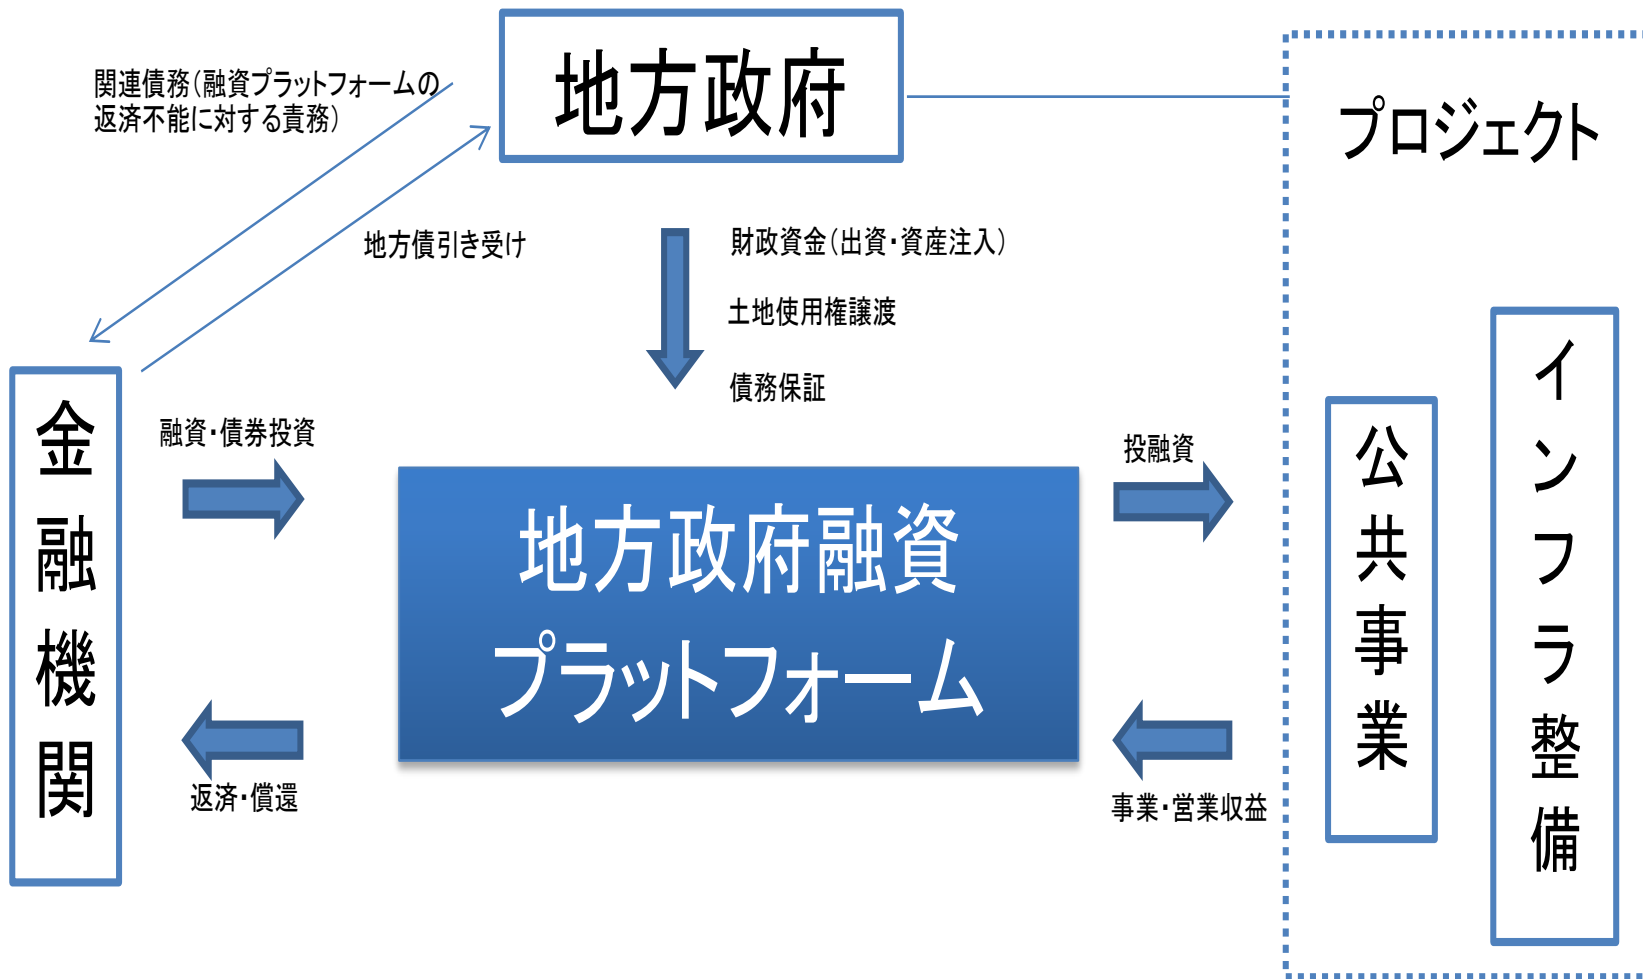 地方政府
関連債務(融資プラットフォームの
返済不能に対する責務)
プロジェクト
地方債引き受け
財政資金(出資・資産注入)
土地使用権譲渡
債務保証
金融機関
融資・債券投資
投融資
地方政府融資
プラットフォーム
公共事業
インフラ整備
返済・償還
事業・営業収益